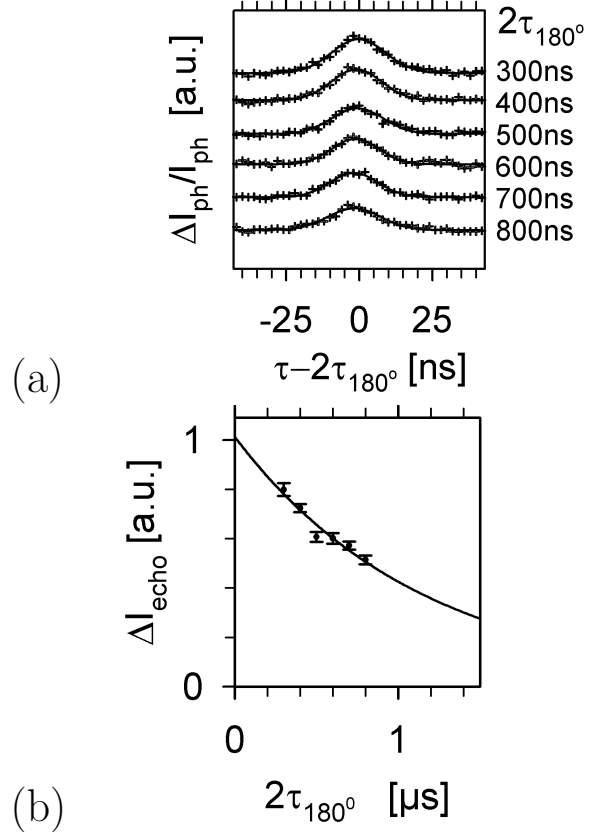 2τ180°
300ns
400ns
500ns
600ns
700ns
800ns
ΔIph/Iph [a.u.]
-25 0 25
τ−2τ180° [ns]
(a)
1
0
ΔIecho [a.u.]
0 1
2τ180° [μs]
(b)